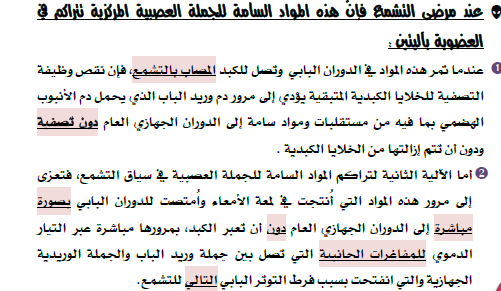 عند مرضى التشمع فإن هذه المواد السامة للجملة العصبية المركزية تتراكم في
العضوية بآليتين :
1 عندما تمر هذه المواد في الدوران البابي وتصل للكبد المصاب بالتشمع، فإن نقص وظيفة
التصفية للخلايا الكبدية المتبقية يؤدي إلى مرور دم وريد الباب الذي يحمل دم الأنبوب
الهضمي بما فيه من مستقلبات ومواد سامة إلى الدوران الجهازي العام دون تصفية
ودون أن تتم إزالتها من الخلايا الكبدية .
2 أما الآلية الثانية لتراكم المواد السامة للجملة العصبية في سياق التشمع، فتعزى
إلى مرور هذه المواد التي أُنتجت في لمعة الأمعاء وأُمتصت للدوران البابي بصورة
مباشرة إلى الدوران الجهازي العام دون أن تعبر الكبد، بمرورها مباشرة عبر التيار
الدموي للمفاغرات الجانبية التي تصل بين جملة وريد الباب والجملة الوريدية
الجهازية والتي انفتحت بسبب فرط التوتر البابي التالي للتشمع.